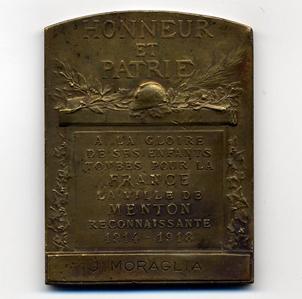 HONNEUR
ET
PATRIE
A LA GLOIRE
DE SES ENFANTS
TOMBES POUR LA
FRANCE
LA VILLE DE
MENTON
RECONNAISSANTE
1914-1918
J. MORAGLIA